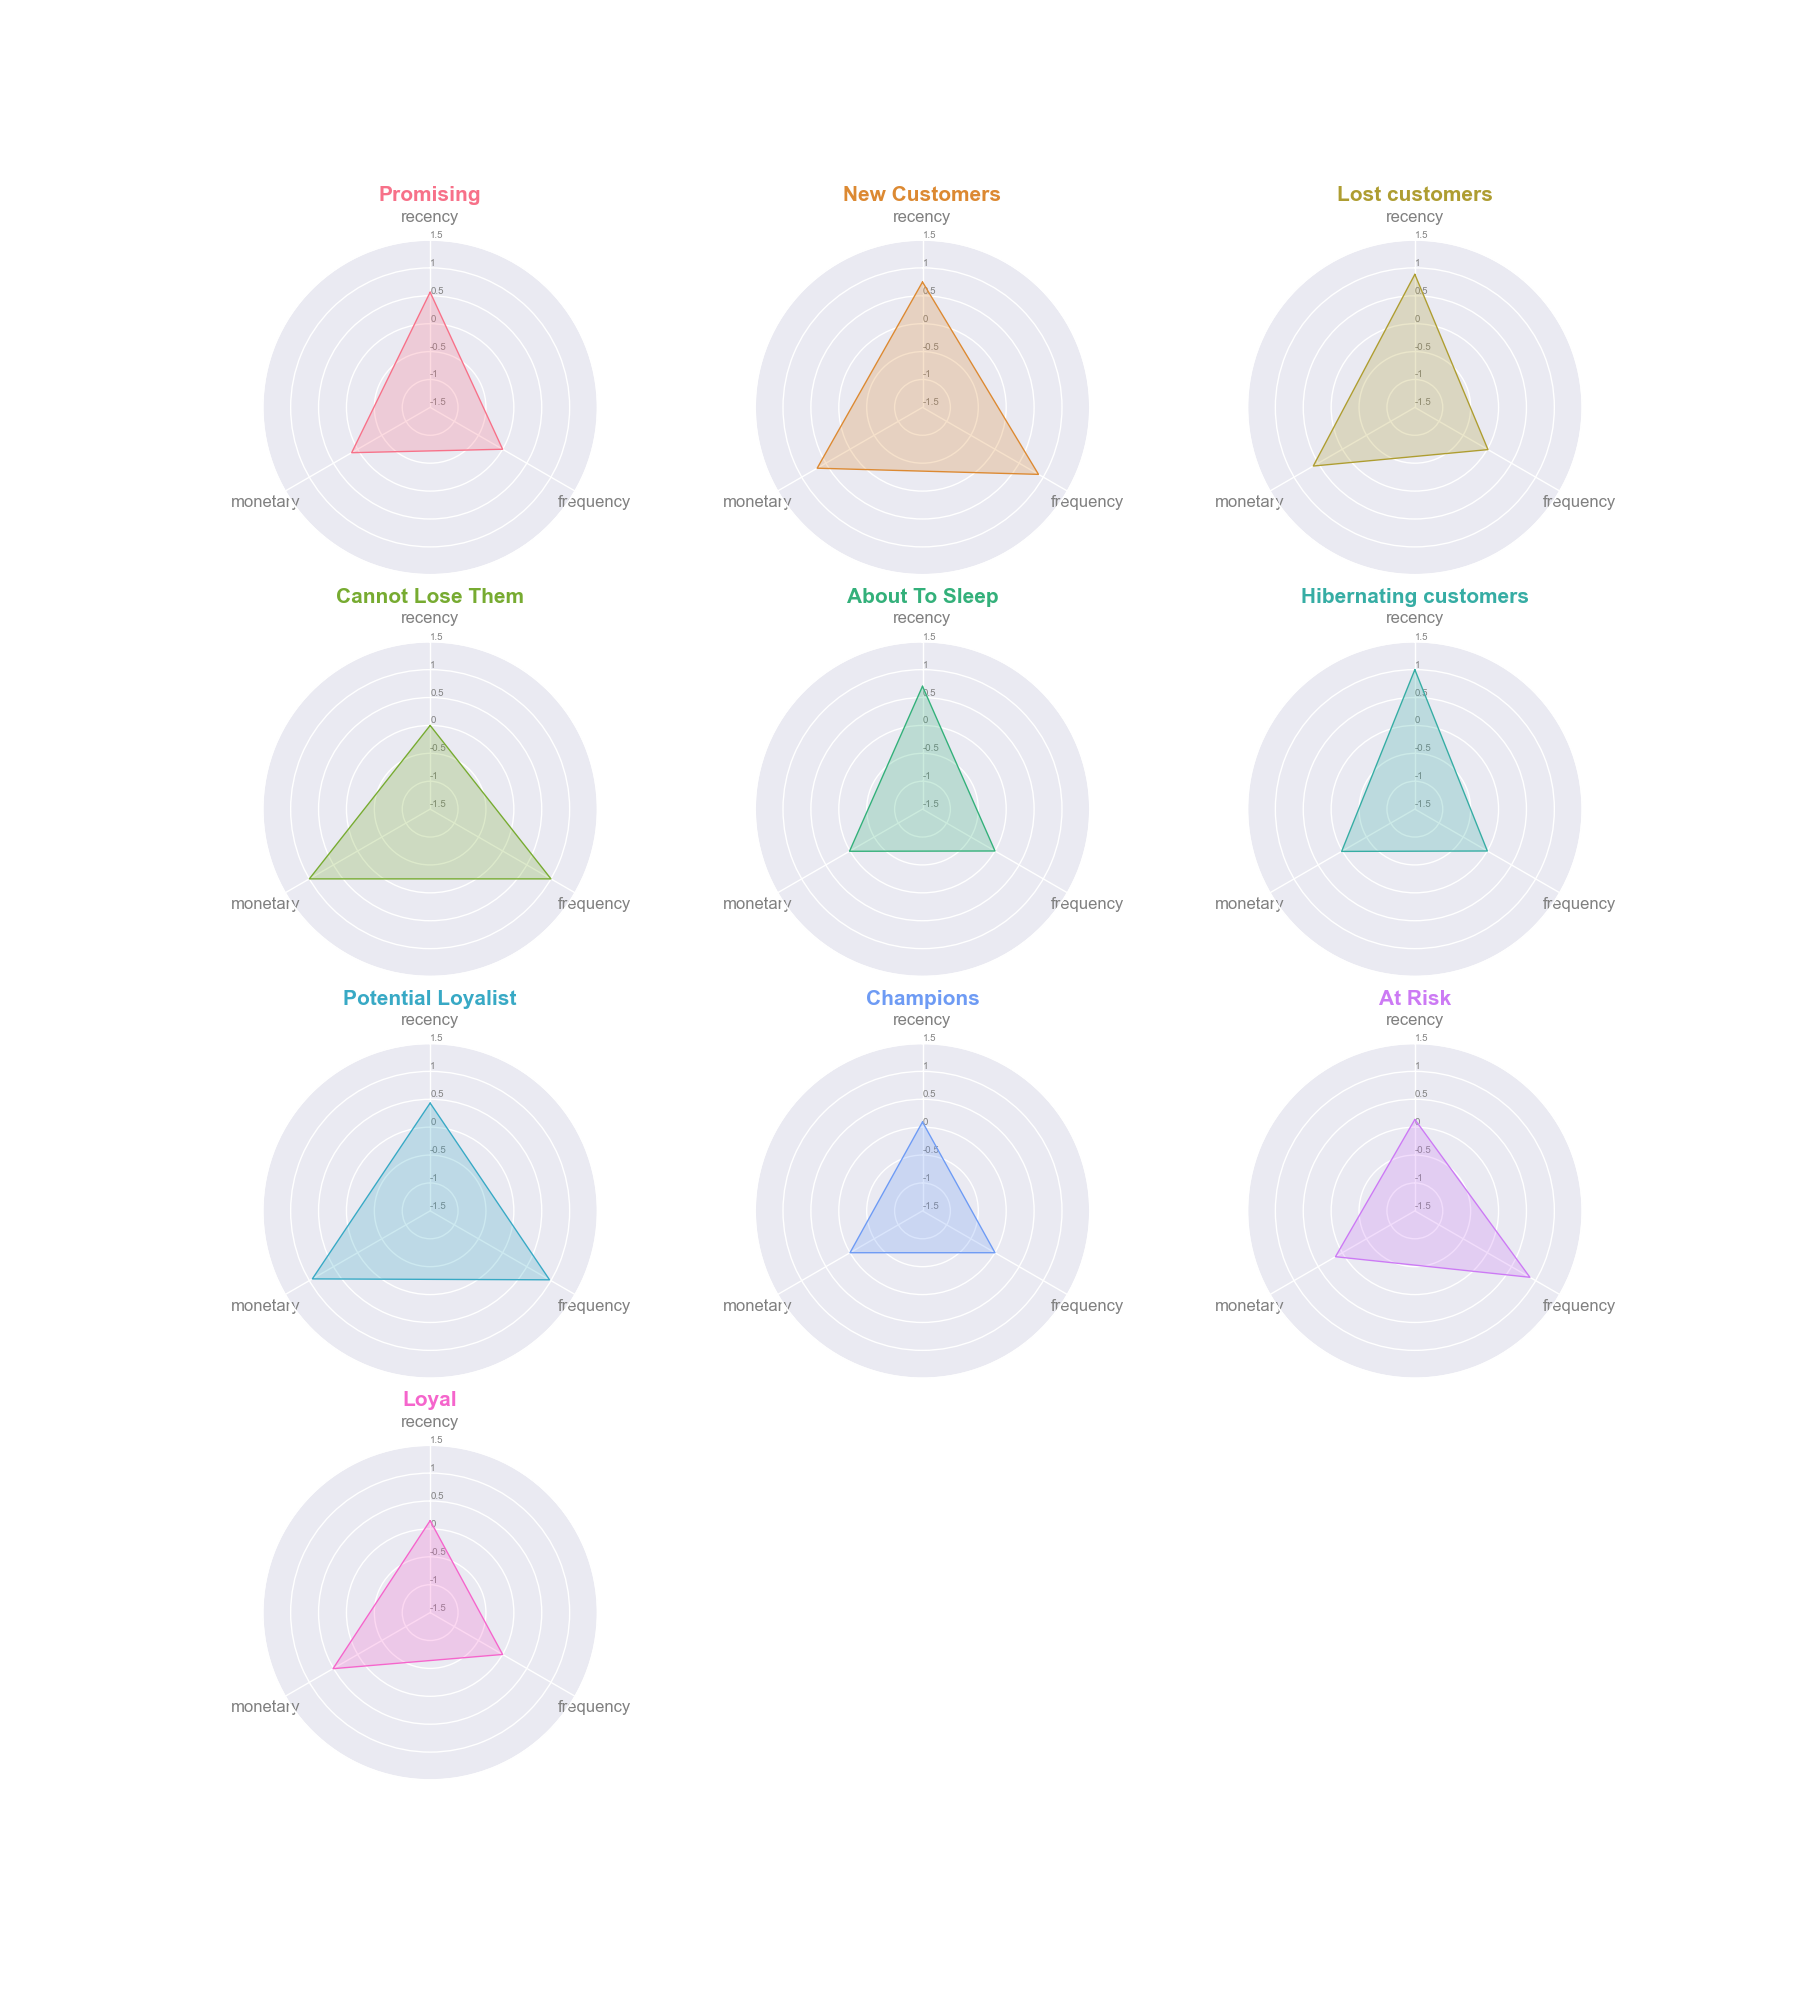 Promising
recency
1.5
1
0.5
0
-0.5
-1
-1.5
monetary
frequency
New Customers
recency
1.5
1
0.5
0
-0.5
-1
-1.5
monetary
frequency
Lost customers
recency
1.5
1
0.5
0
-0.5
-1
-1.5
monetary
frequency
Cannot Lose Them
recency
1.5
1
0.5
0
-0.5
-1
-1.5
monetary
frequency
About To Sleep
recency
1.5
1
0.5
0
-0.5
-1
-1.5
monetary
frequency
Hibernating customers
recency
1.5
1
0.5
0
-0.5
-1
-1.5
monetary
frequency
Potential Loyalist
recency
1.5
1
0.5
0
-0.5
-1
-1.5
monetary
frequency
Champions
recency
1.5
1
0.5
0
-0.5
-1
-1.5
monetary
frequency
At Risk
recency
1.5
1
0.5
0
-0.5
-1
-1.5
monetary
frequency
Loyal
recency
1.5
1
0.5
0
-0.5
-1
-1.5
monetary
frequency